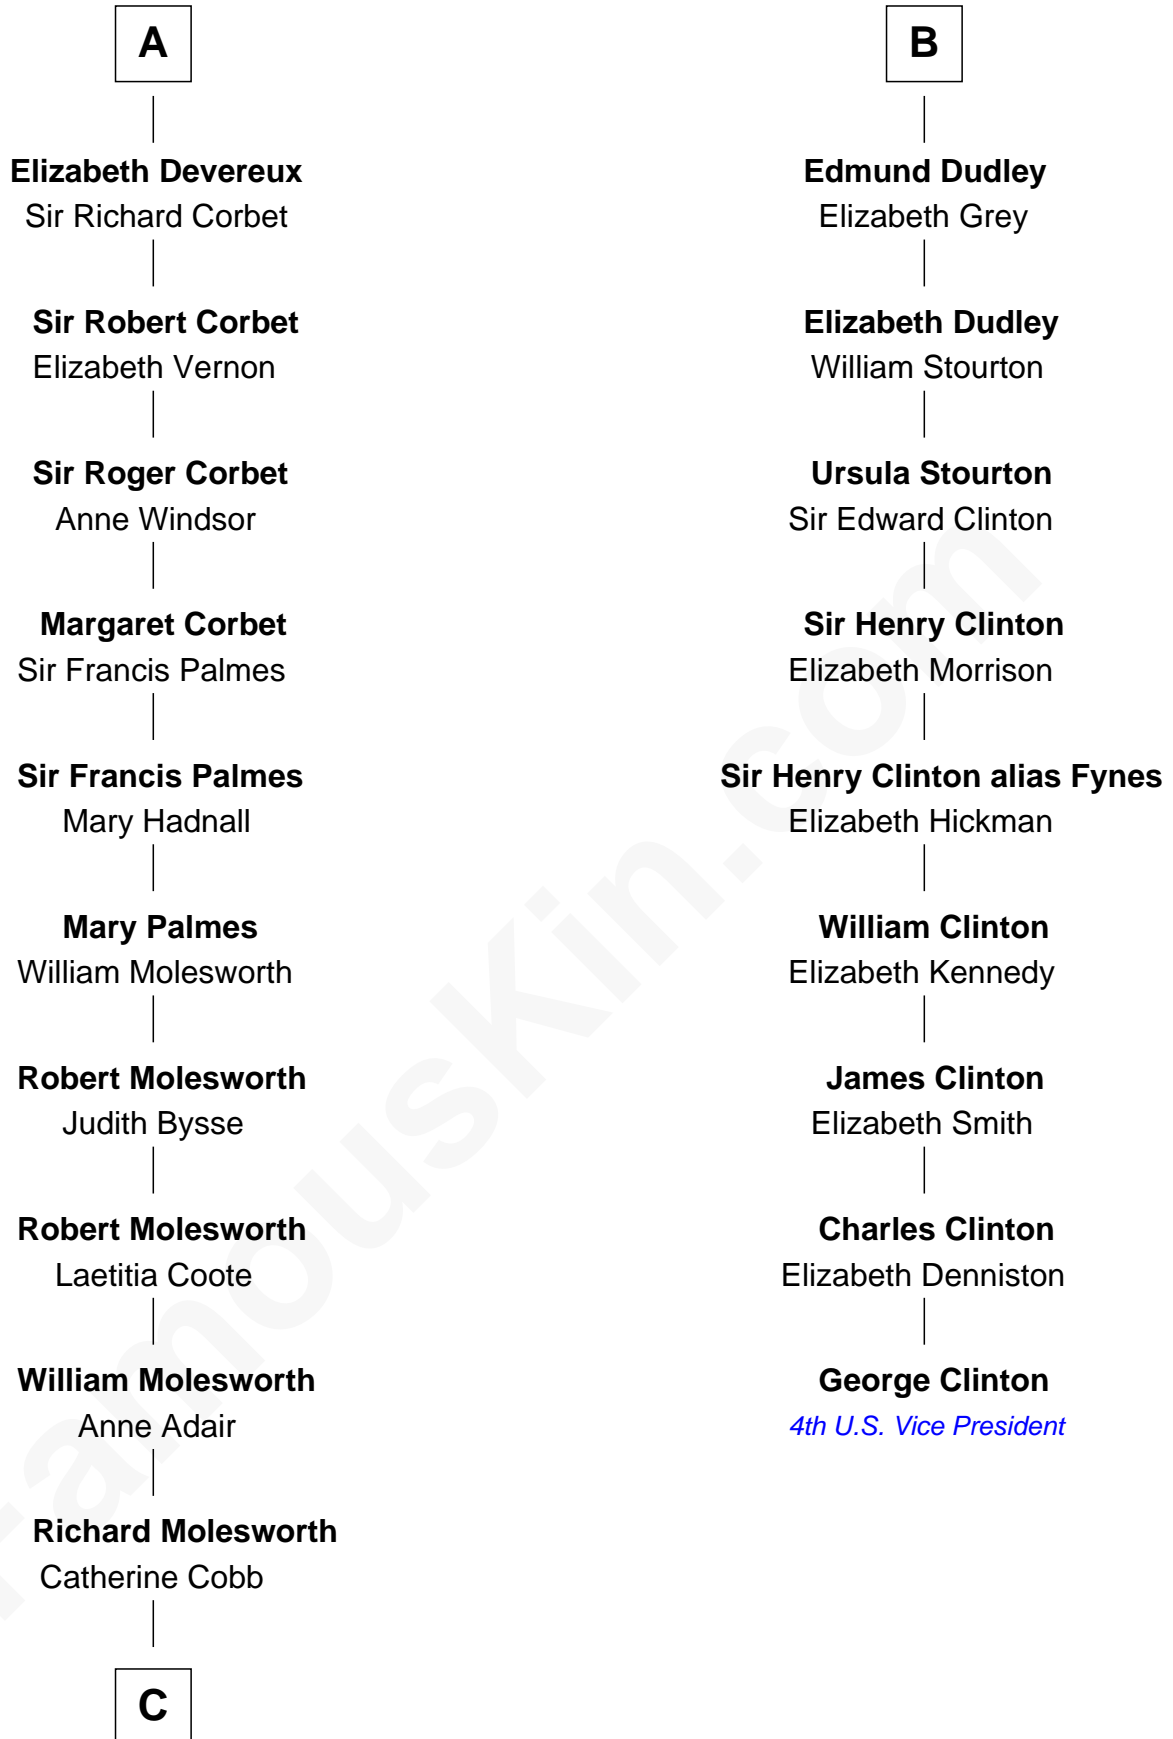 A
Elizabeth Devereux
Sir Richard Corbet
Sir Robert Corbet
Elizabeth Vernon
Sir Roger Corbet
Anne Windsor
Margaret Corbet
Sir Francis Palmes
Sir Francis Palmes
Mary Hadnall
Mary Palmes
William Molesworth
Robert Molesworth
Judith Bysse
Robert Molesworth
Laetitia Coote
William Molesworth
Anne Adair
Richard Molesworth
Catherine Cobb
C
B
Edmund Dudley
Elizabeth Grey
Elizabeth Dudley
William Stourton
Ursula Stourton
Sir Edward Clinton
Sir Henry Clinton
Elizabeth Morrison
Sir Henry Clinton alias Fynes
Elizabeth Hickman
William Clinton
Elizabeth Kennedy
James Clinton
Elizabeth Smith
Charles Clinton
Elizabeth Denniston
George Clinton
4th U.S. Vice President
FamousKin.com